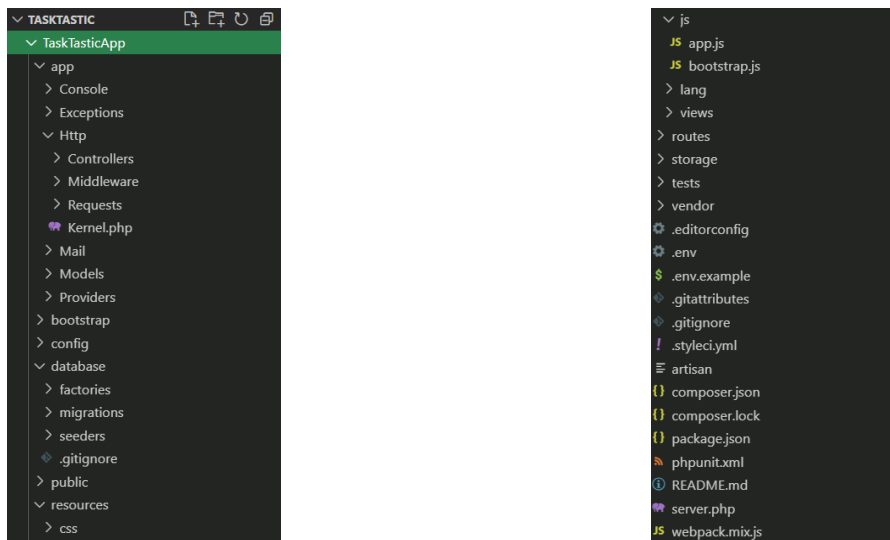 TASKTASTIC
TaskTasticApp
app
Console
Exceptions
Http
Controllers
Middleware
Requests
Kernel.php
Mail
Models
Providers
bootstrap
config
database
factories
migrations
seeders
.gitignore
public
resources
css
js
JS app.js
JS bootstrap.js
lang
views
routes
storage
tests
vendor
.editorconfig
.env
$ .env.example
.gitattributes
.gitignore
! .styleci.yml
artisan
{} composer.json
{} composer.lock
{} package.json
phpunit.xml
README.md
server.php
JS webpack.mix.js